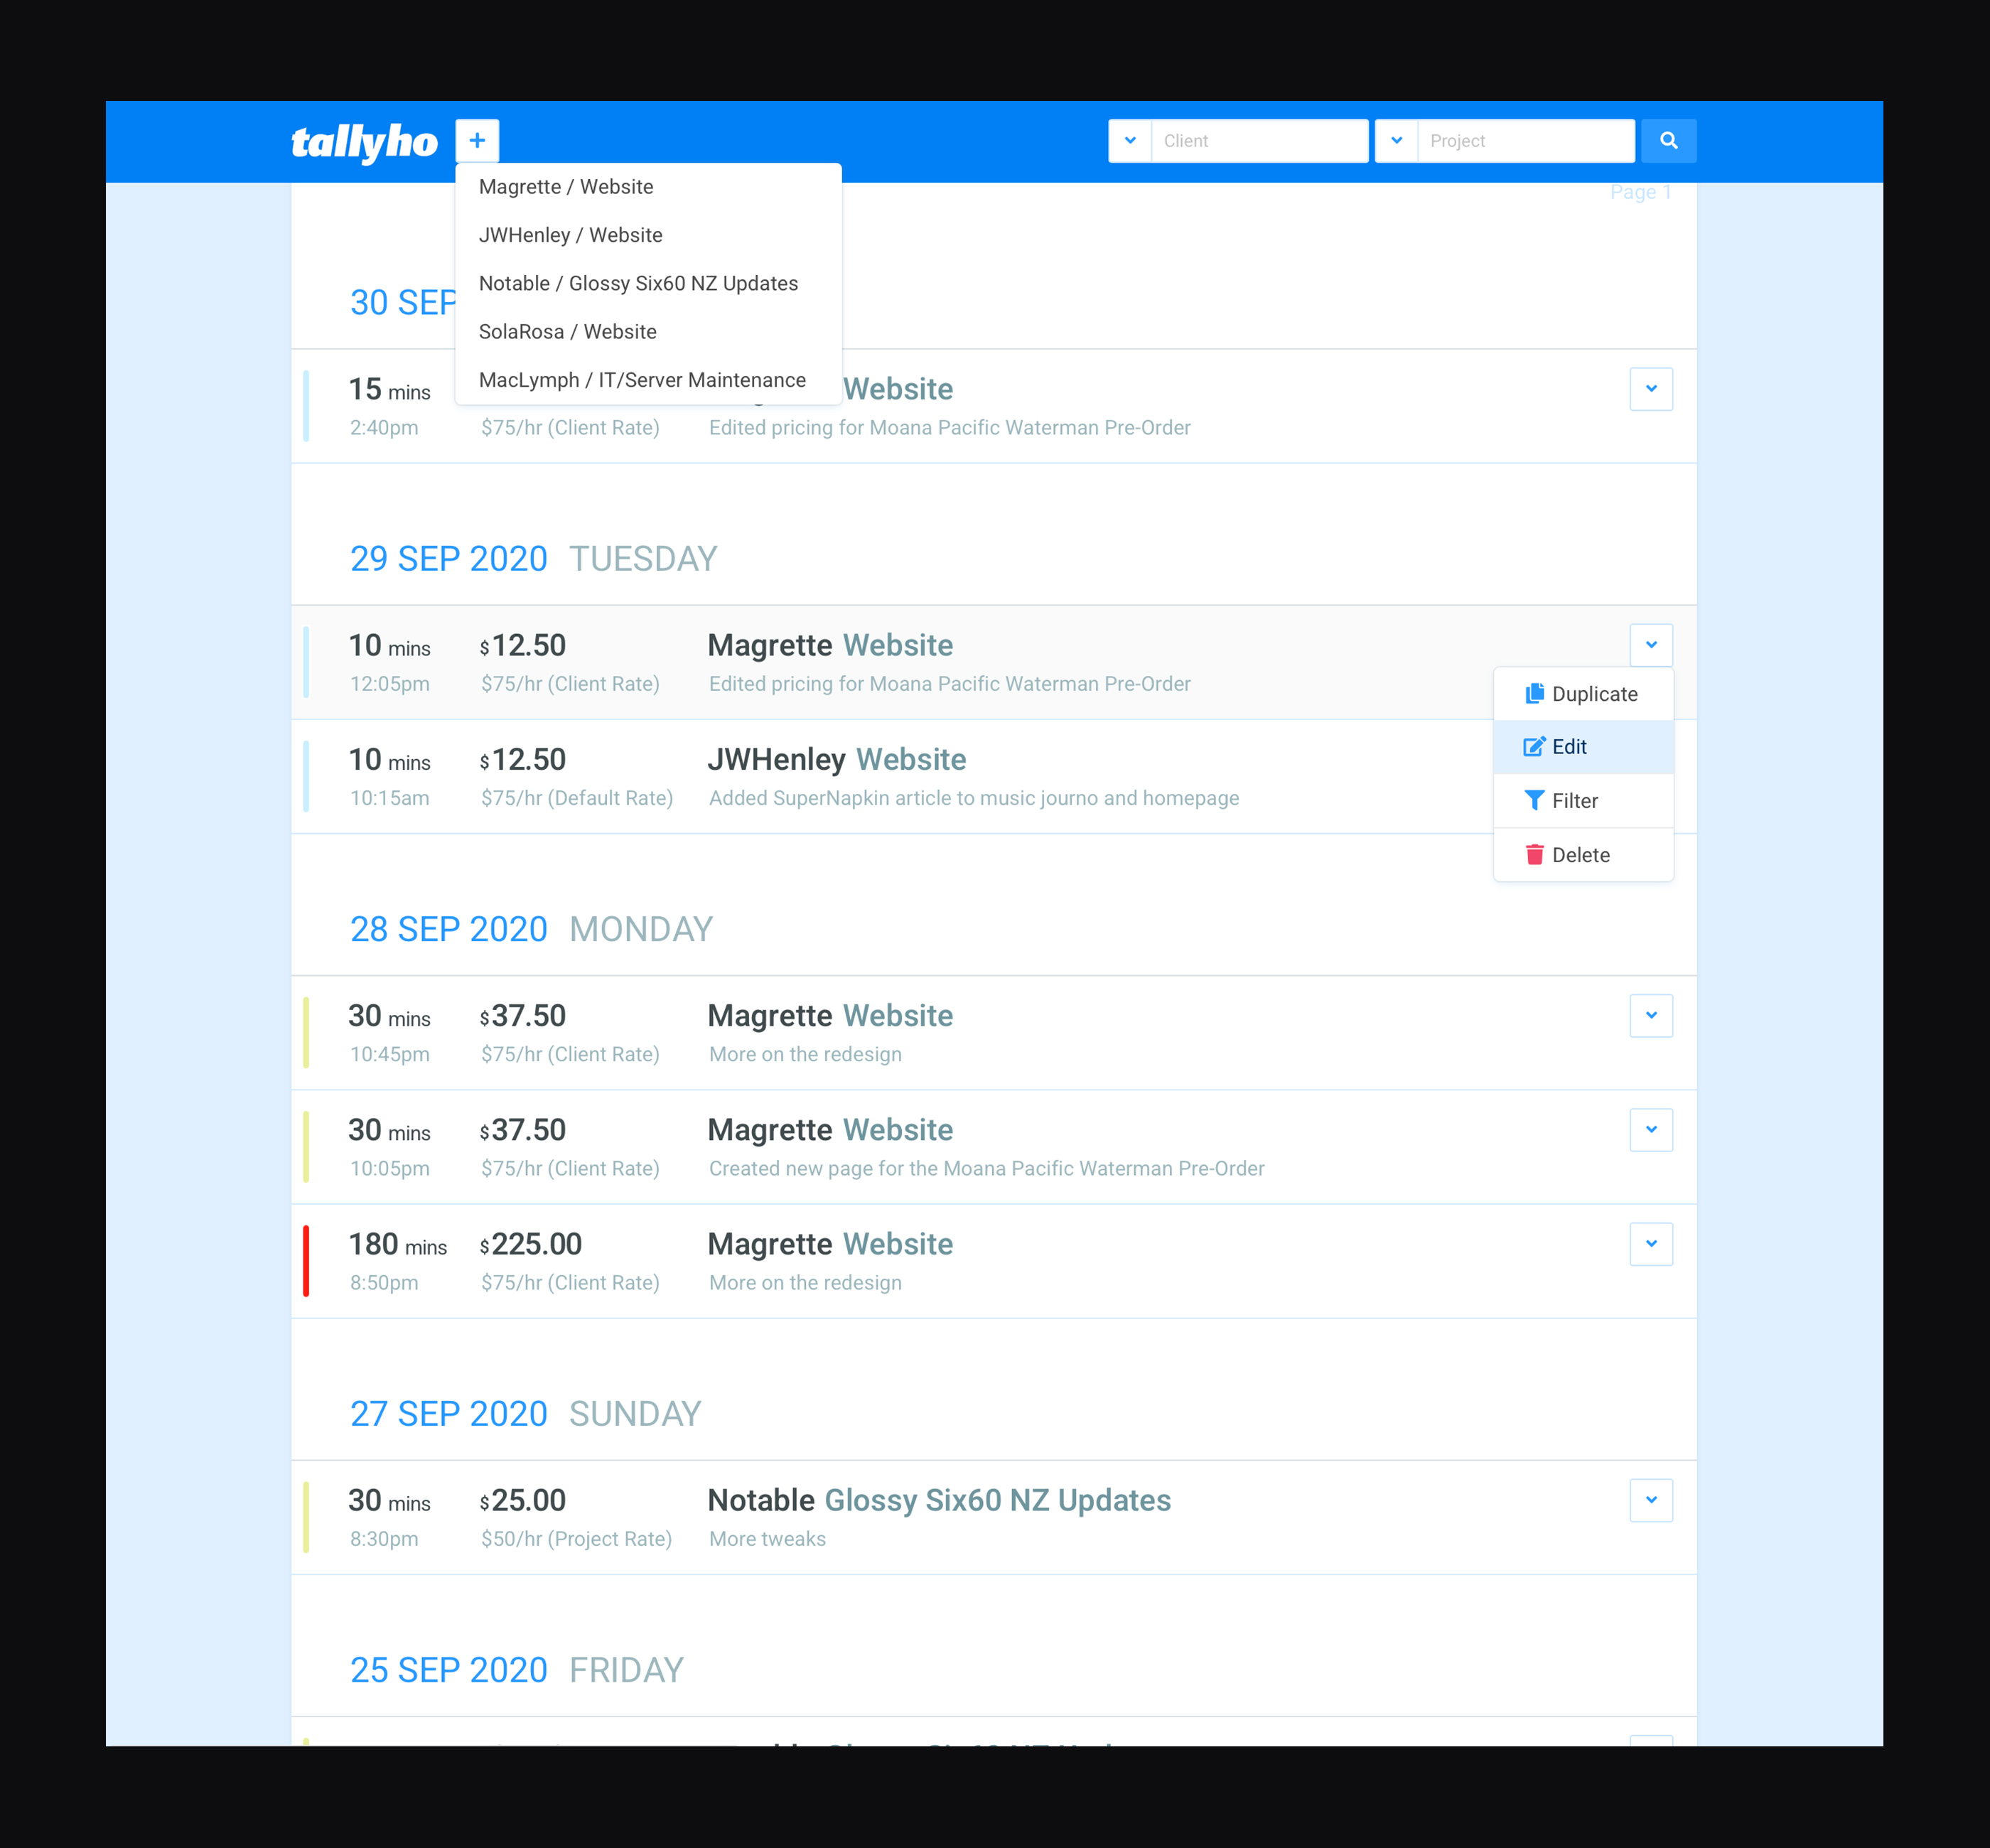 tallyho
Client
Project
Magrette / Website
JWHenley / Website
Notable / Glossy Six60 NZ Updates
SolaRosa / Website
MacLymph / IT/Server Maintenance
Page 1
30 SEP
15 mins Website
2:40pm $75/hr (Client Rate) Edited pricing for Moana Pacific Waterman Pre-Order
29 SEP 2020 TUESDAY
10 mins $12.50 Magrette Website
12:05pm $75/hr (Client Rate) Edited pricing for Moana Pacific Waterman Pre-Order
Duplicate
Edit
Filter
Delete
10 mins $12.50 JWHenley Website
10:15am $75/hr (Default Rate) Added SuperNapkin article to music journo and homepage
28 SEP 2020 MONDAY
30 mins $37.50 Magrette Website
10:45pm $75/hr (Client Rate) More on the redesign
30 mins $37.50 Magrette Website
10:05pm $75/hr (Client Rate) Created new page for the Moana Pacific Waterman Pre-Order
180 mins $225.00 Magrette Website
8:50pm $75/hr (Client Rate) More on the redesign
27 SEP 2020 SUNDAY
30 mins $25.00 Notable Glossy Six60 NZ Updates
8:30pm $50/hr (Project Rate) More tweaks
25 SEP 2020 FRIDAY